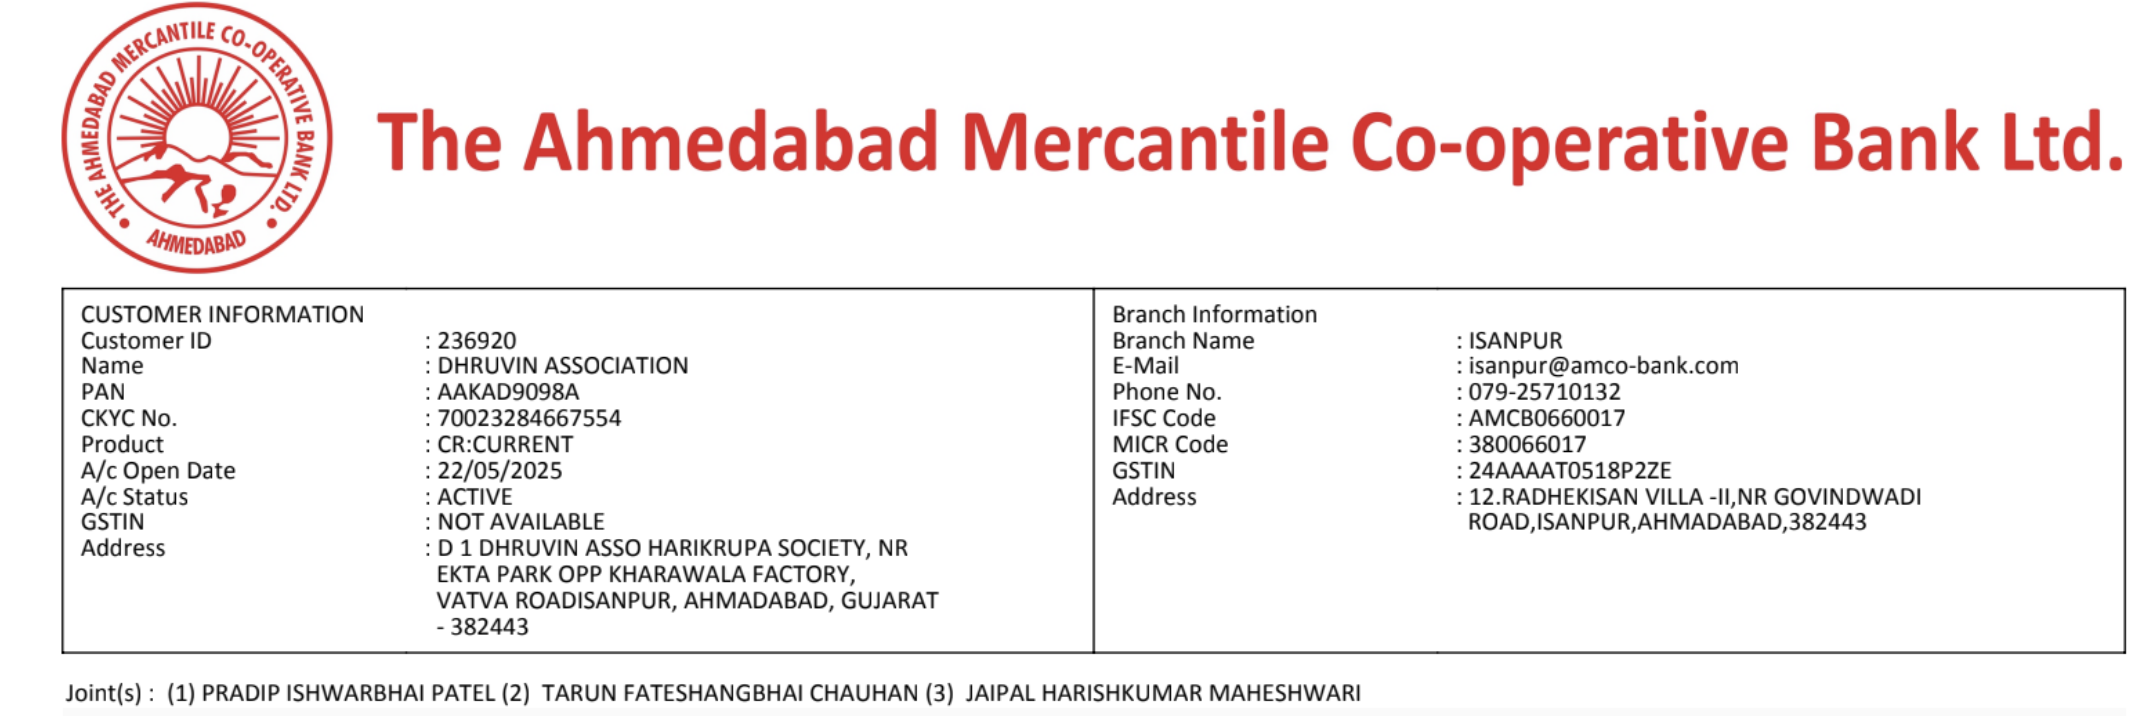 THE AHMEDABAD MERCANTILE CO-OPERATIVE BANK LTD.
AHMEDABAD
The Ahmedabad Mercantile Co-operative Bank Ltd.
CUSTOMER INFORMATION
Customer ID : 236920
Name : DHRUVIN ASSOCIATION
PAN : AAKAD9098A
CKYC No. : 70023284667554
Product : CR:CURRENT
A/c Open Date : 22/05/2025
A/c Status : ACTIVE
GSTIN : NOT AVAILABLE
Address : D 1 DHRUVIN ASSO HARIKRUPA SOCIETY, NR
EKTA PARK OPP KHARAWALA FACTORY,
VATVA ROADISANPUR, AHMADABAD, GUJARAT
- 382443
Branch Information
Branch Name : ISANPUR
E-Mail : isanpur@amco-bank.com
Phone No. : 079-25710132
IFSC Code : AMCB0660017
MICR Code : 380066017
GSTIN : 24AAAAT0518P2ZE
Address : 12.RADHEKISAN VILLA -II,NR GOVINDWADI
ROAD,ISANPUR,AHMADABAD,382443
Joint(s) : (1) PRADIP ISHWARBHAI PATEL (2) TARUN FATESHANGBHAI CHAUHAN (3) JAIPAL HARISHKUMAR MAHESHWARI